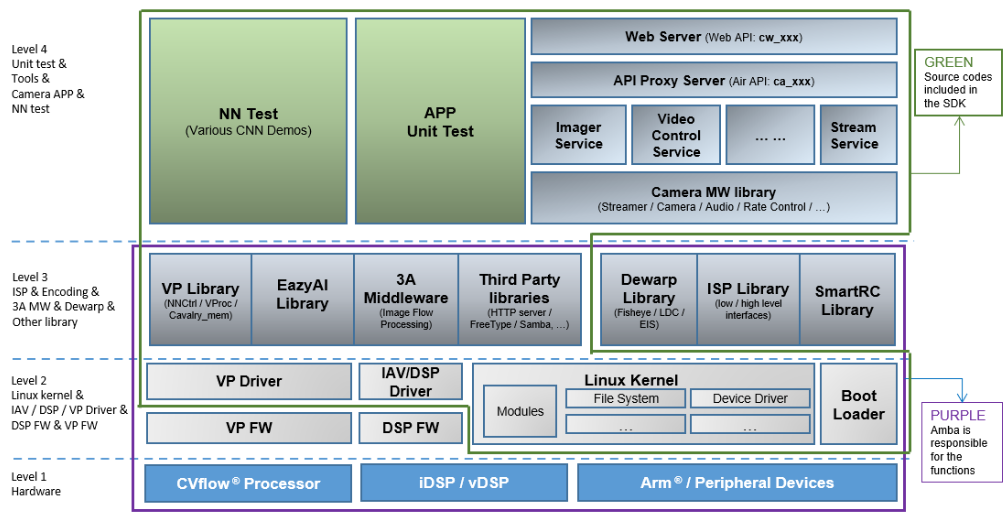 Level 4
Unit test &
Tools &
Camera APP &
NN test
NN Test
(Various CNN Demos)
APP
Unit Test
Web Server (Web API: cw_xxx)
API Proxy Server (Air API: ca_xxx)
Imager
Service
Video
Control
Service
... ...
Stream
Service
Camera MW library
(Streamer / Camera / Audio / Rate Control / ...)
GREEN
Source codes
included in
the SDK
Level 3
ISP & Encoding &
3A MW & Dewarp &
Other library
VP Library
(NNCtrl / VProc /
Cavalry_mem)
EazyAI
Library
3A
Middleware
(Image Flow
Processing)
Third Party
libraries
(HTTP server /
FreeType / Samba, ...)
Dewarp
Library
(Fisheye / LDC /
EIS)
ISP Library
(low / high level
interfaces)
SmartRC
Library
Level 2
Linux kernel &
IAV / DSP / VP Driver &
DSP FW & VP FW
VP Driver
IAV/DSP
Driver
VP FW
DSP FW
Linux Kernel
Modules
File System
Device Driver
...
...
Boot
Loader
PURPLE
Amba is
responsible
for the
functions
Level 1
Hardware
CVflow® Processor
iDSP / vDSP
Arm® / Peripheral Devices